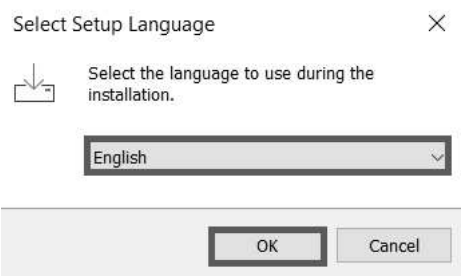 Select Setup Language
Select the language to use during the
installation.
English
OK
Cancel